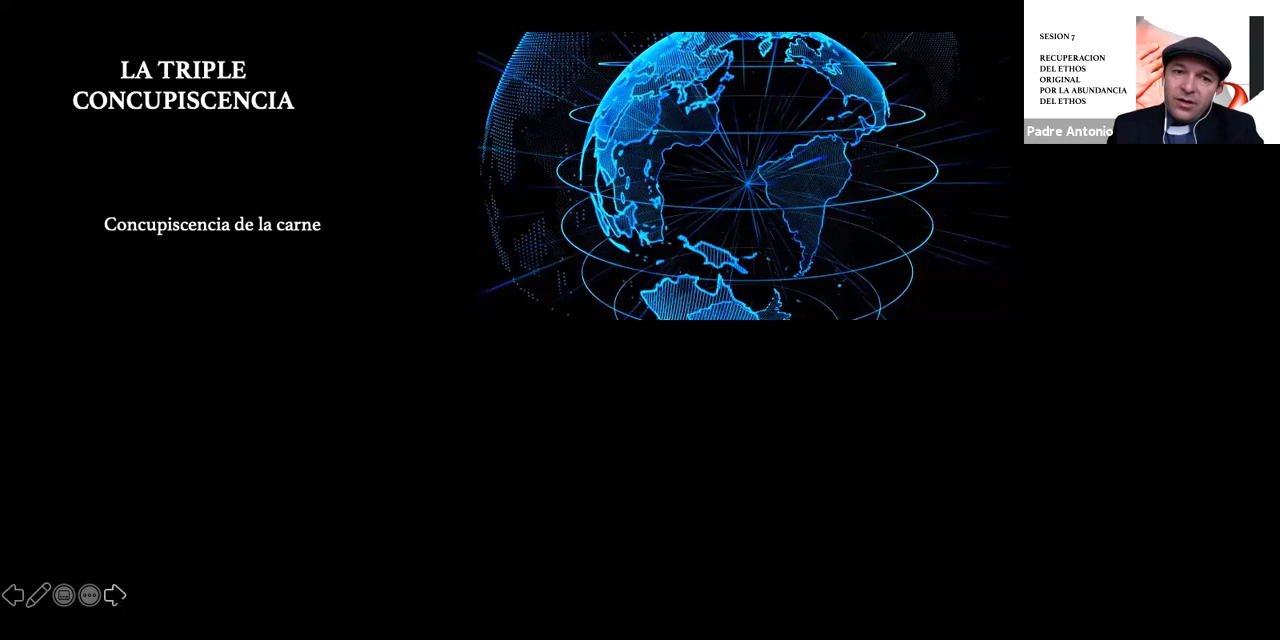 LA TRIPLE
CONCUPISCENCIA
Concupiscencia de la carne
SESION 7
RECUPERACION
DEL ETHOS
ORIGINAL
POR LA ABUNDANCIA
DEL ETHOS
Padre Antonio